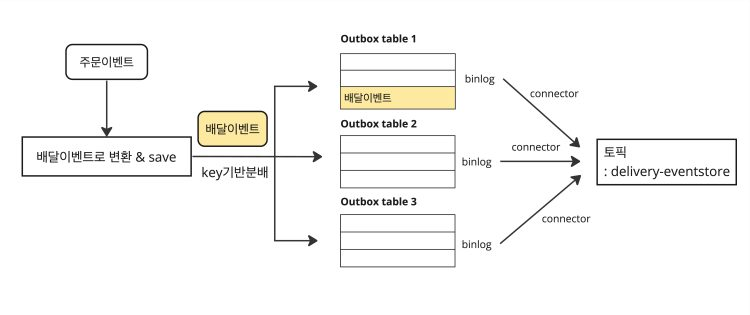 주문이벤트
배달이벤트로 변환 & save
배달이벤트
key기반분배
Outbox table 1
배달이벤트
binlog
connector
Outbox table 2
binlog
connector
Outbox table 3
binlog
connector
토픽
: delivery-eventstore